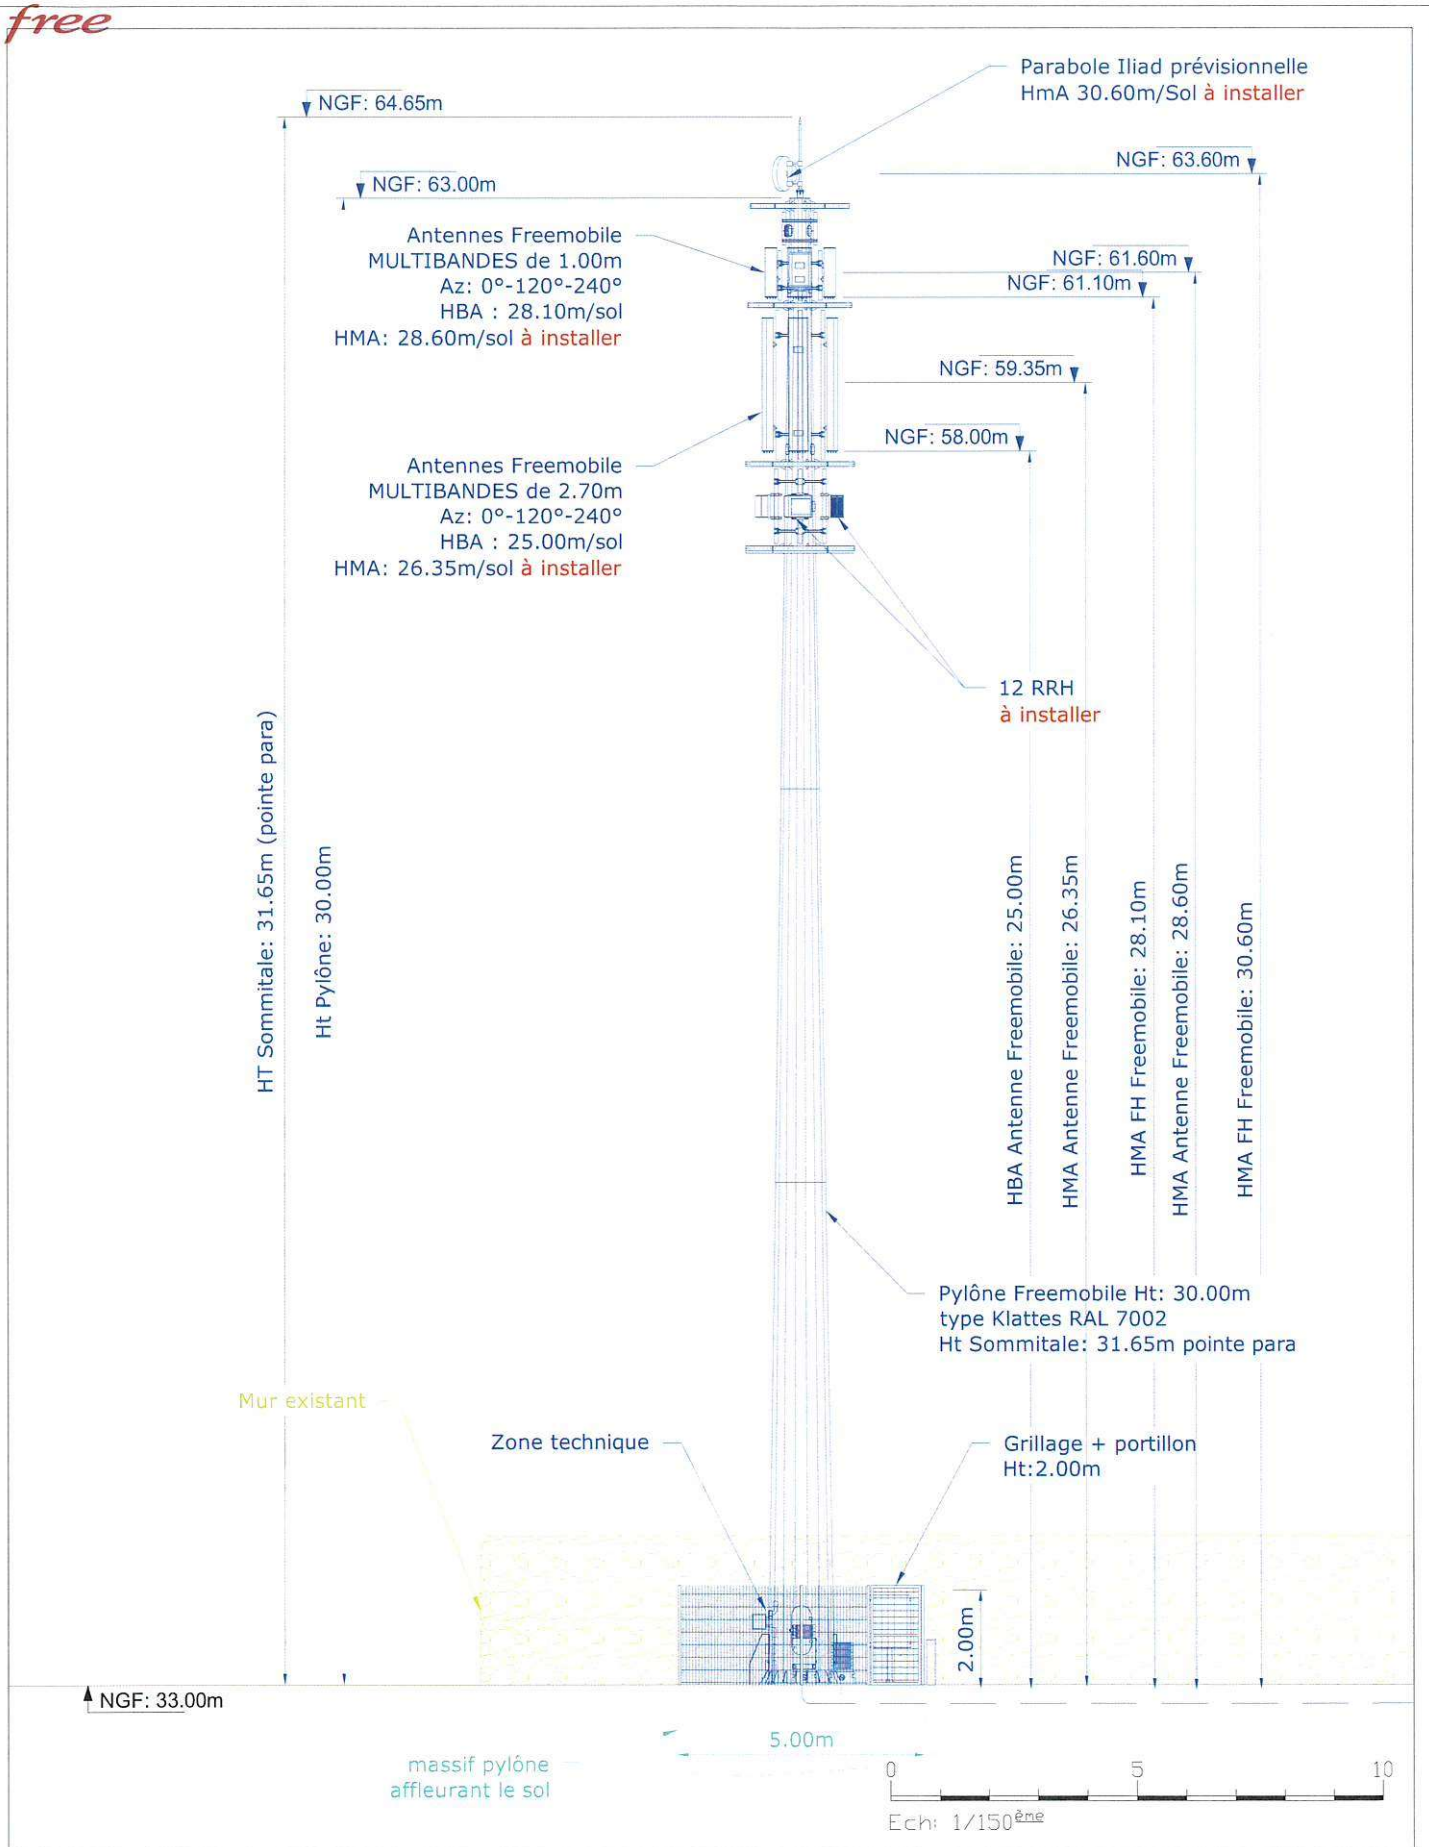 free
Parabole Iliad prévisionnelle
HmA 30.60m/Sol à installer
NGF: 64.65m
NGF: 63.60m
NGF: 63.00m
Antennes Freemobile
MULTIBANDES de 1.00m
Az: 0°-120°-240°
HBA : 28.10m/sol
HMA: 28.60m/sol à installer
NGF: 61.60m
NGF: 61.10m
NGF: 59.35m
NGF: 58.00m
Antennes Freemobile
MULTIBANDES de 2.70m
Az: 0°-120°-240°
HBA : 25.00m/sol
HMA: 26.35m/sol à installer
12 RRH
à installer
HT Sommitale: 31.65m (pointe para)
Ht Pylône: 30.00m
HBA Antenne Freemobile: 25.00m
HMA Antenne Freemobile: 26.35m
HMA FH Freemobile: 28.10m
HMA Antenne Freemobile: 28.60m
HMA FH Freemobile: 30.60m
Pylône Freemobile Ht: 30.00m
type Klattes RAL 7002
Ht Sommitale: 31.65m pointe para
Mur existant
Zone technique
Grillage + portillon
Ht:2.00m
2.00m
NGF: 33.00m
5.00m
massif pylône
affleurant le sol
0 5 10
Ech: 1/150ème